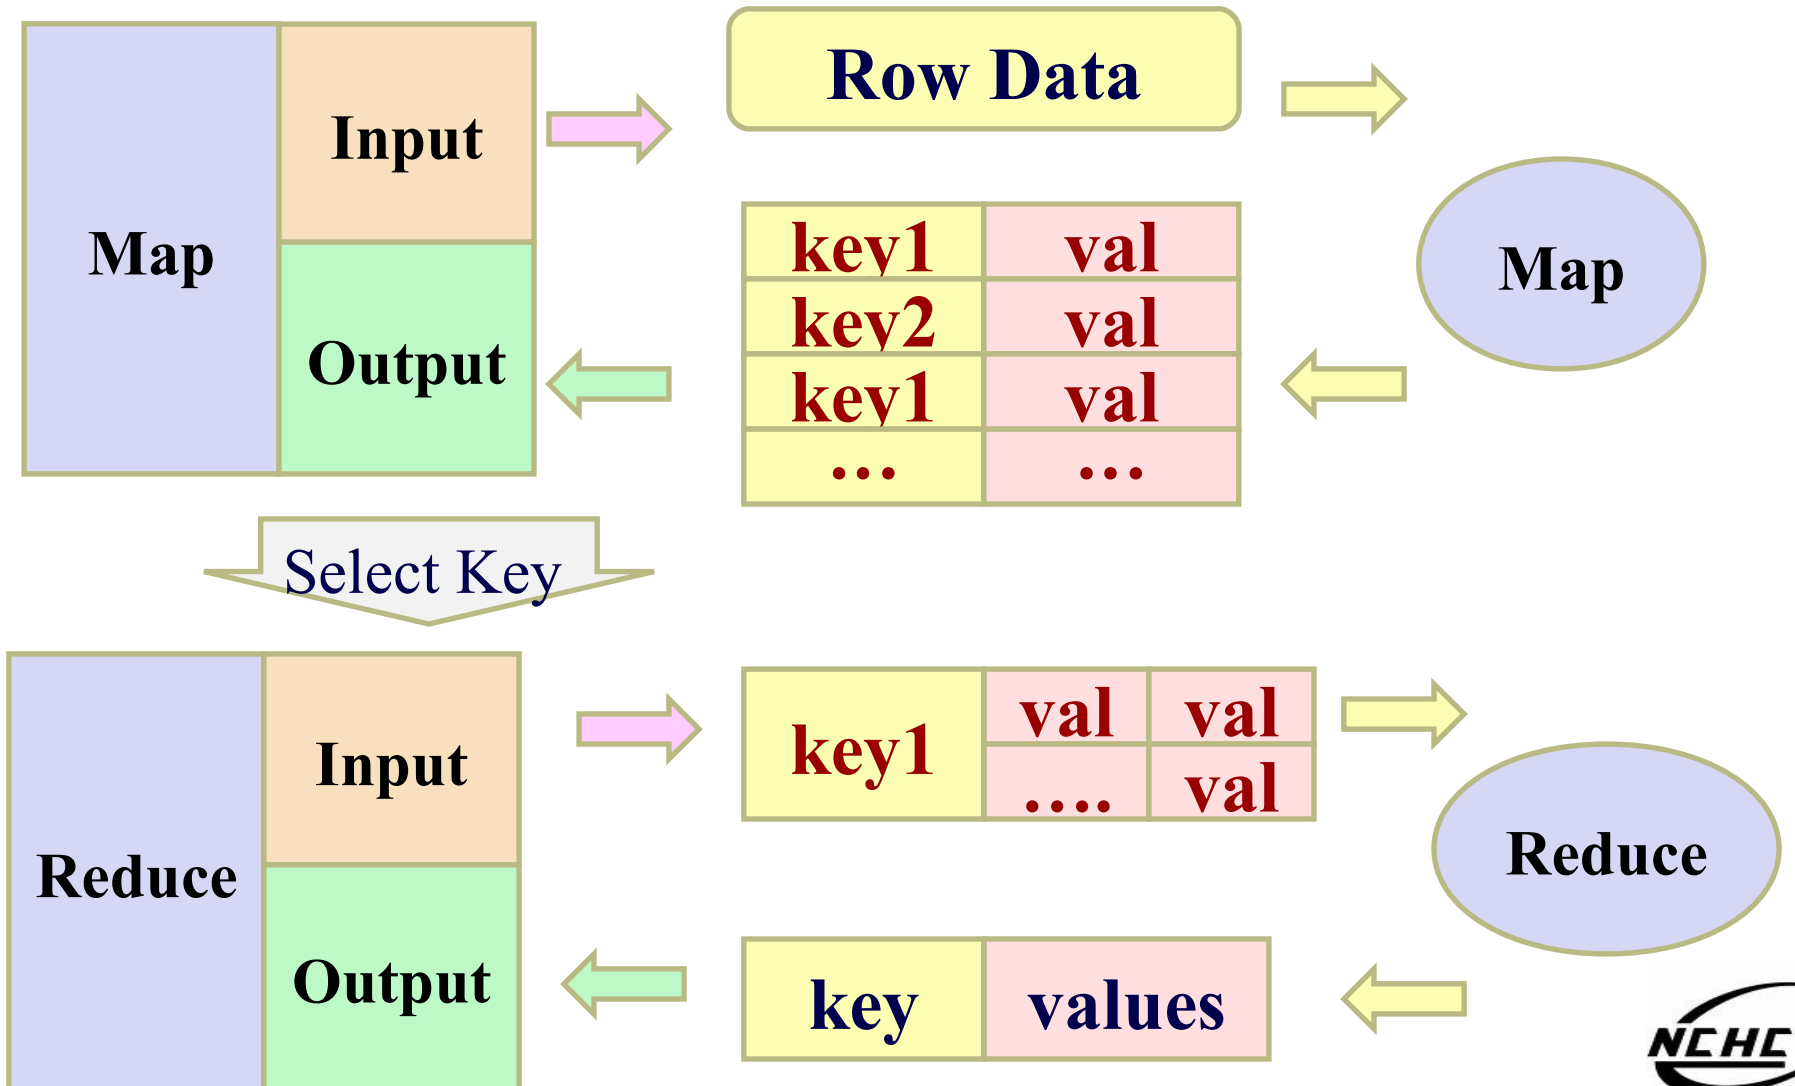 Map
Input
Output
Row Data
key1 val
key2 val
key1 val
... ...
Map
Select Key
Reduce
Input
Output
key1
val val
.... val
Reduce
key values
NCHC